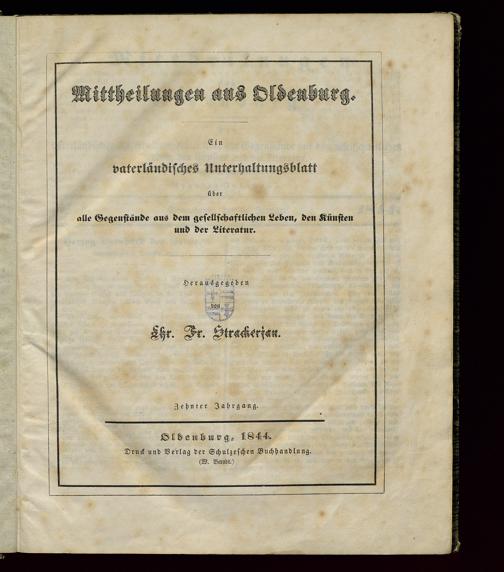 Mittheilungen aus Oldenburg.
Ein
vaterländisches Unterhaltungsblatt
über
alle Gegenstände aus dem gesellschaftlichen Leben, den Künsten
und der Literatur.
Herausgegeben
von
Chr. Fr. Strackerjan.
Zehnter Jahrgang.
Oldenburg, 1844.
Druck und Verlag der Schulzeschen Buchhandlung.
(W. Berndt.)